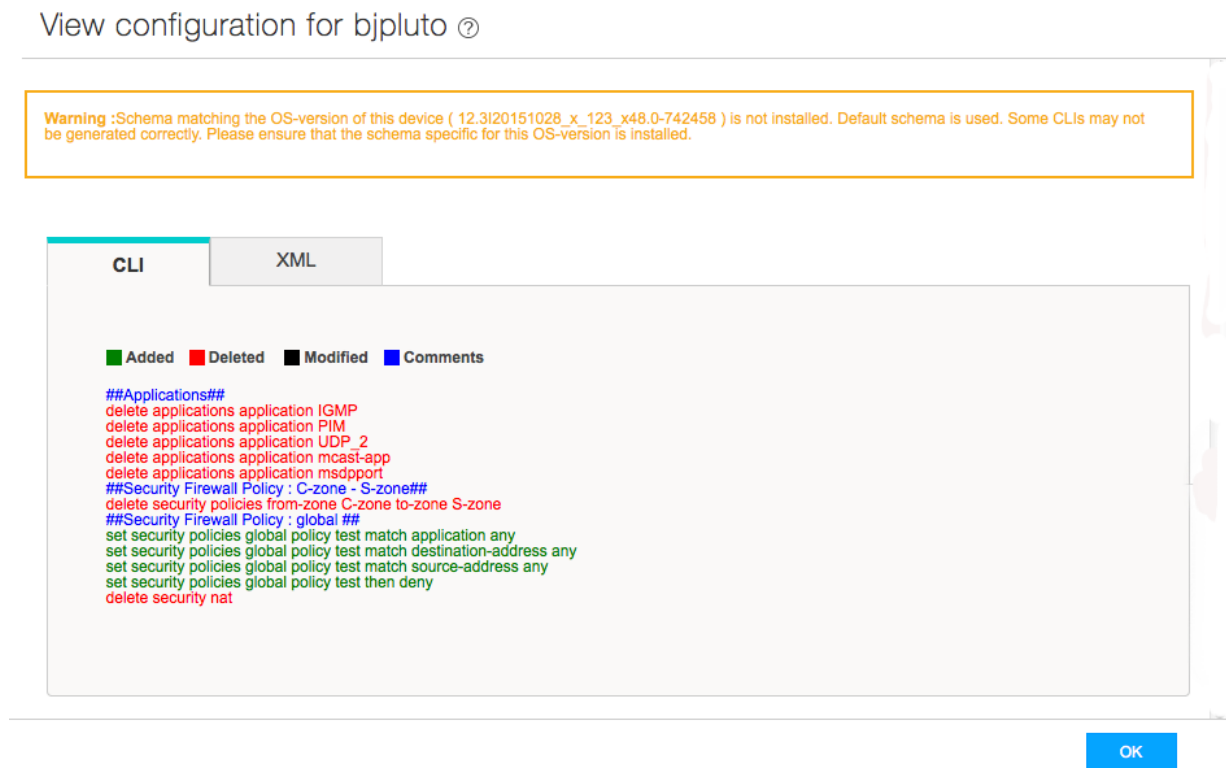 View configuration for bjpluto ?
Warning :Schema matching the OS-version of this device ( 12.3I20151028_x_123_x48.0-742458 ) is not installed. Default schema is used. Some CLIs may not
be generated correctly. Please ensure that the schema specific for this OS-version is installed.
CLI XML
Added Deleted Modified Comments
##Applications##
delete applications application IGMP
delete applications application PIM
delete applications application UDP_2
delete applications application mcast-app
delete applications application msdpport
##Security Firewall Policy : C-zone - S-zone##
delete security policies from-zone C-zone to-zone S-zone
##Security Firewall Policy : global ##
set security policies global policy test match application any
set security policies global policy test match destination-address any
set security policies global policy test match source-address any
set security policies global policy test then deny
delete security nat
OK